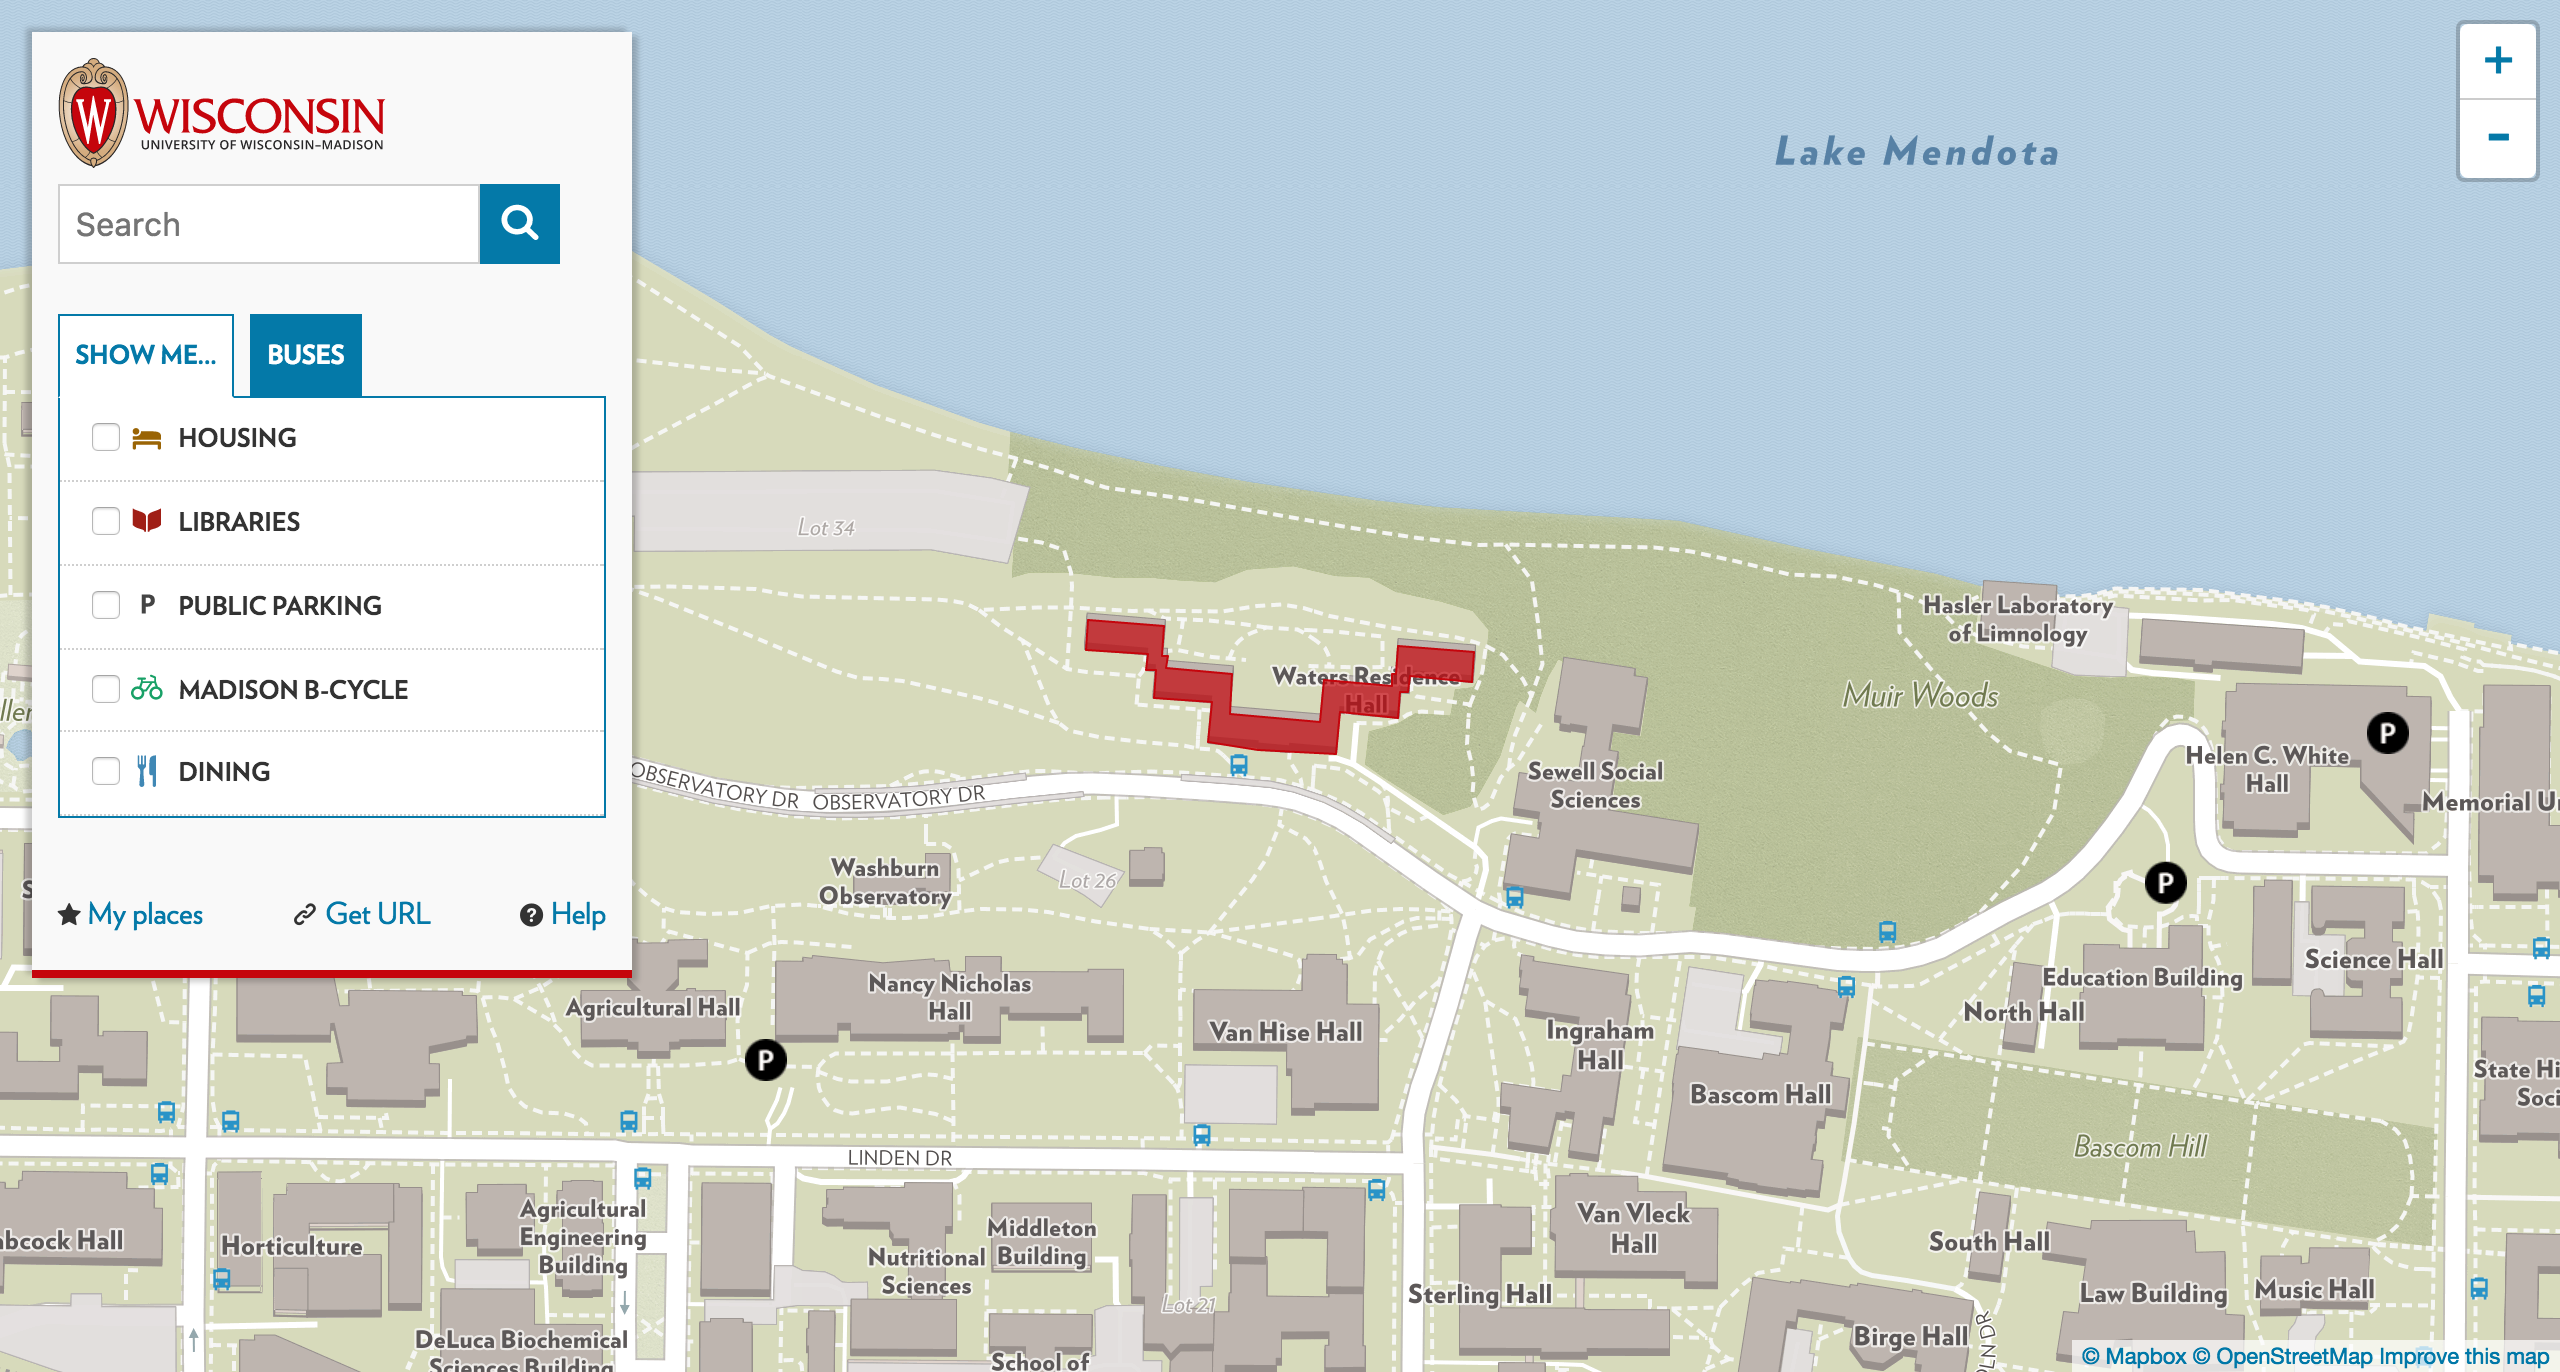 WISCONSIN
UNIVERSITY OF WISCONSIN–MADISON
Search
SHOW ME...
BUSES
HOUSING
LIBRARIES
P PUBLIC PARKING
MADISON B-CYCLE
DINING
My places
Get URL
? Help
+
−
Lake Mendota
Lot 34
Hasler Laboratory
of Limnology
Waters Residence
Hall
Muir Woods
P
Helen C. White
Hall
Sewell Social
Sciences
Memorial Un
OBSERVATORY DR
OBSERVATORY DR
Washburn
Observatory
Lot 26
P
Science Hall
Education Building
North Hall
Nancy Nicholas
Hall
Agricultural Hall
Van Hise Hall
Ingraham
Hall
P
Bascom Hall
State Hi
Soci
Bascom Hill
LINDEN DR
Agricultural
Engineering
Building
Middleton
Building
Van Vleck
Hall
South Hall
bcock Hall
Horticulture
Nutritional
Sciences
Sterling Hall
Lot 21
Law Building
Music Hall
DeLuca Biochemical
Sciences Building
School of
Birge Hall
LN DR
© Mapbox © OpenStreetMap Improve this map